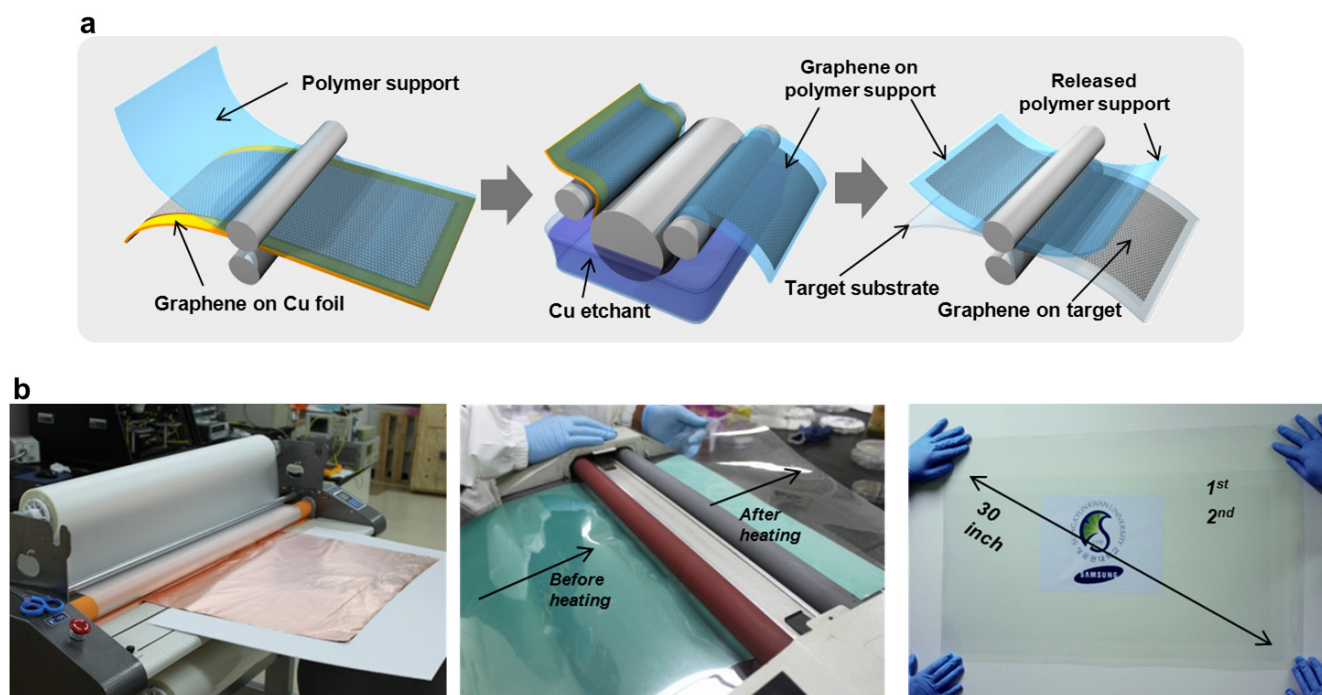 a
Polymer support
Graphene on Cu foil
Graphene on
polymer support
Cu etchant
Released
polymer support
Target substrate
Graphene on target
b
Before
heating
After
heating
30
inch
1st
2nd
SAMSUNG